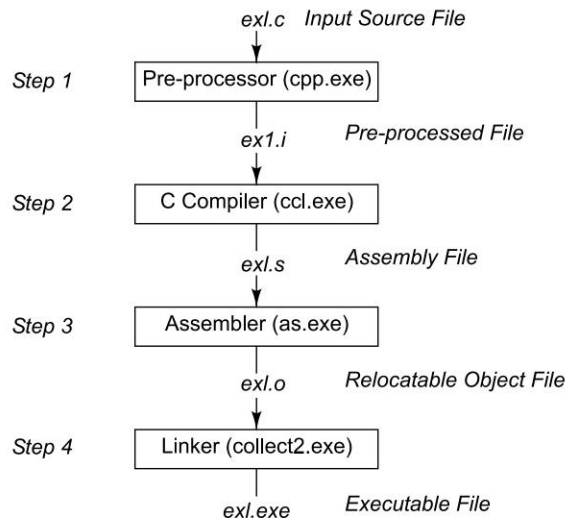 exl.c Input Source File
Step 1 Pre-processor (cpp.exe)
ex1.i Pre-processed File
Step 2 C Compiler (ccl.exe)
exl.s Assembly File
Step 3 Assembler (as.exe)
exl.o Relocatable Object File
Step 4 Linker (collect2.exe)
exl.exe Executable File